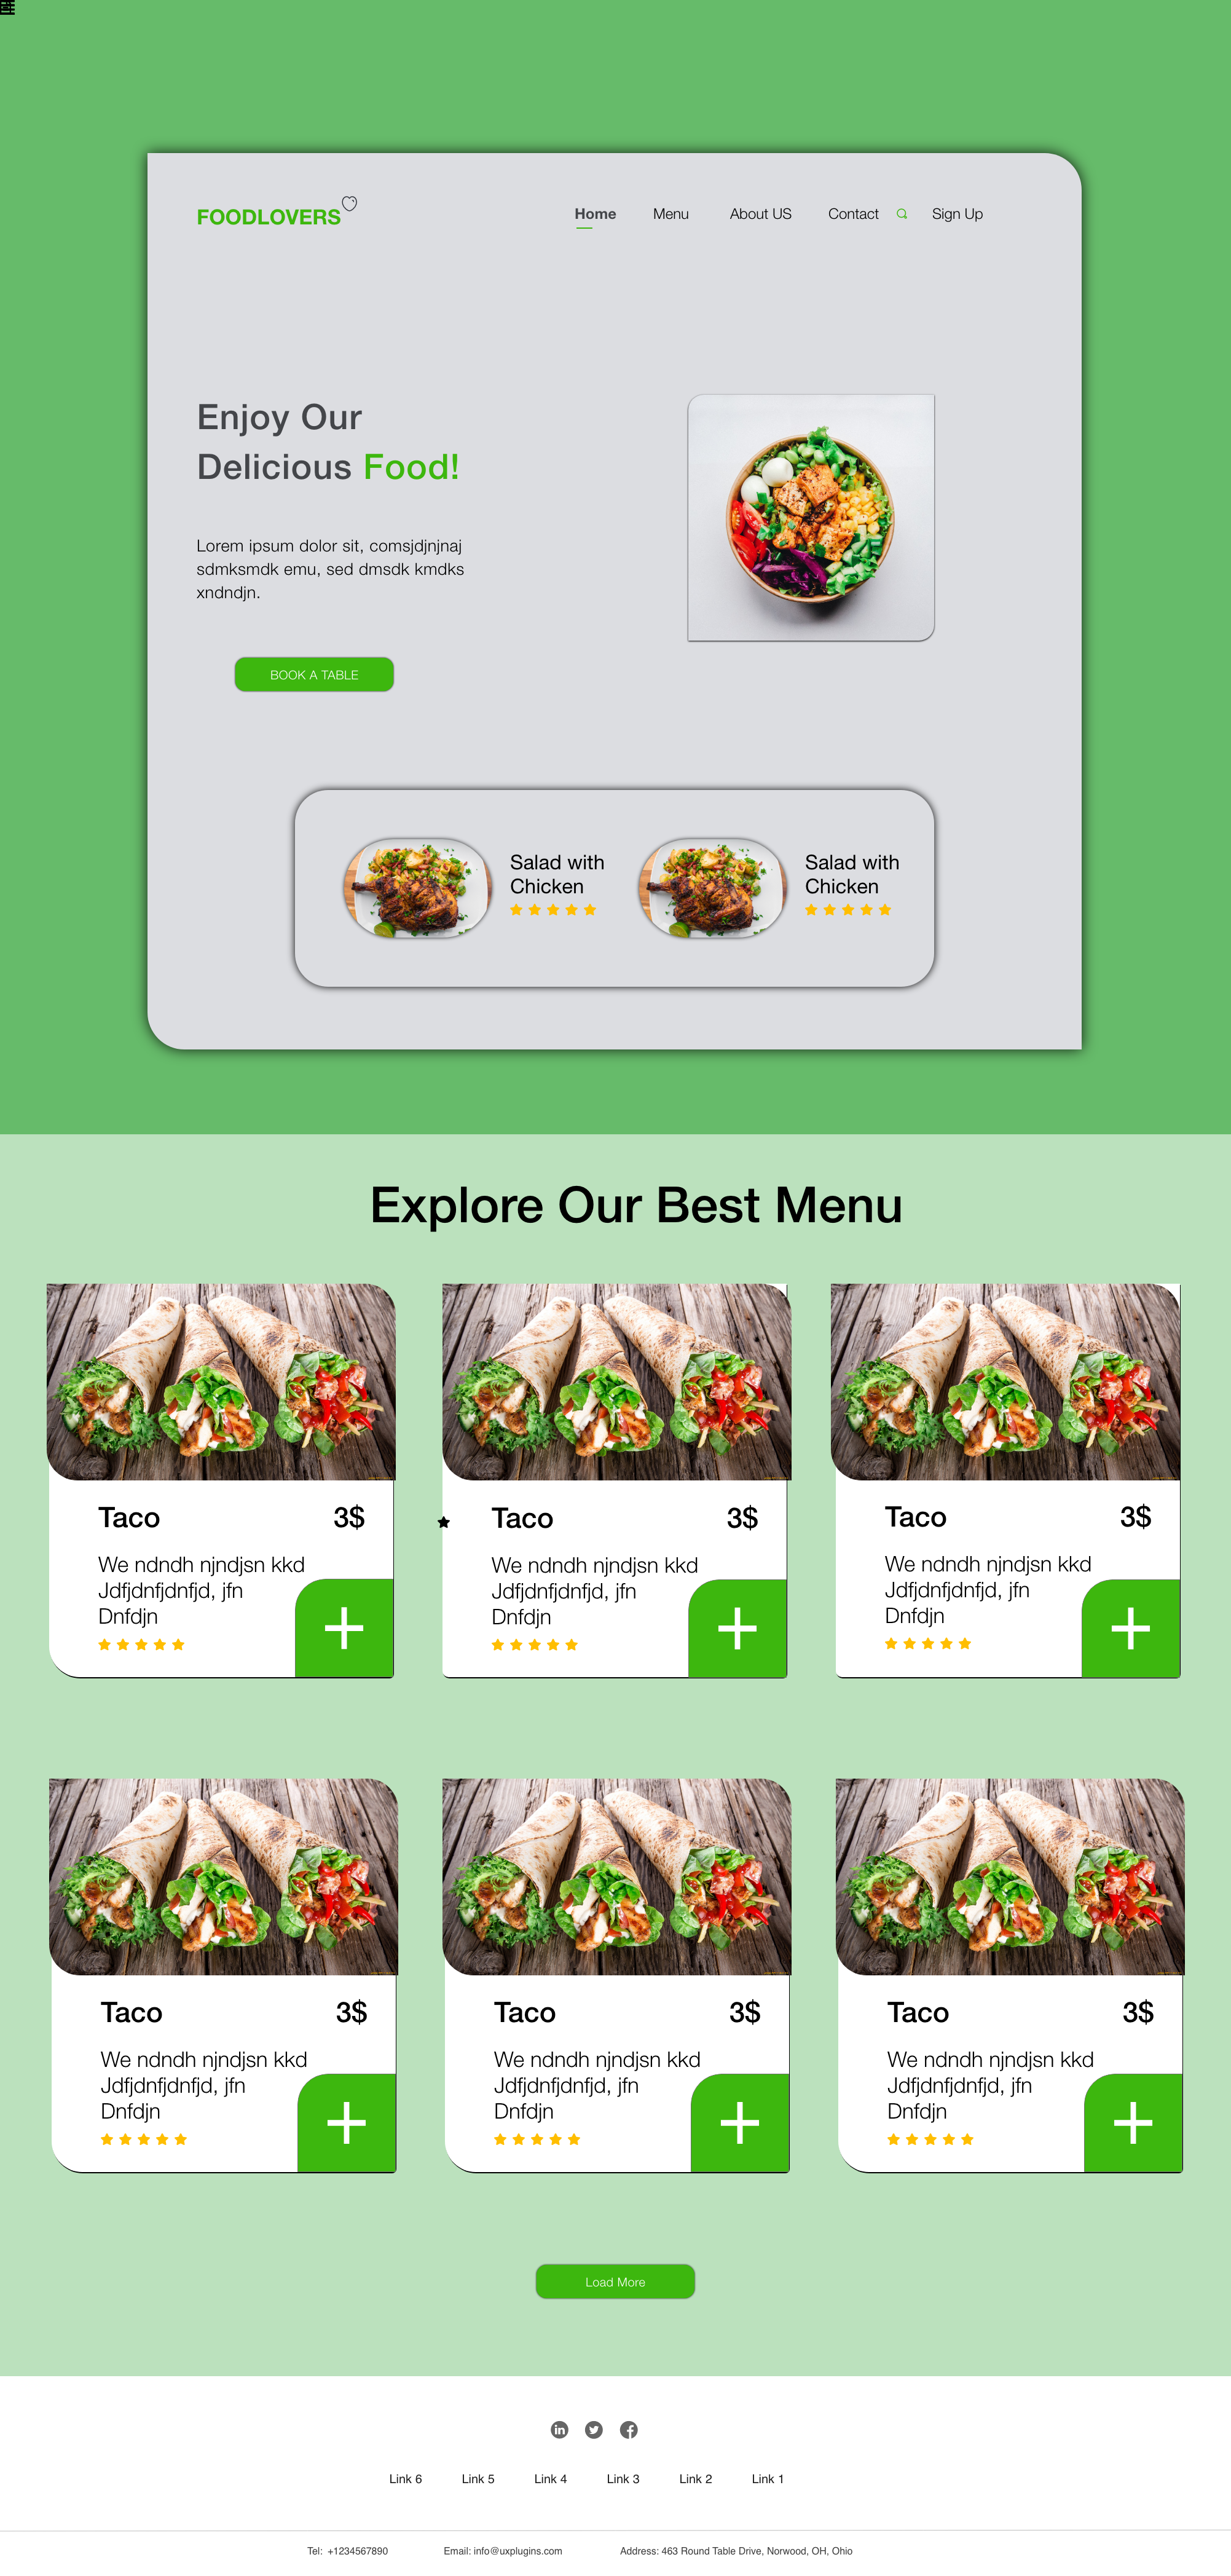 FOODLOVERS
Home Menu About US Contact Sign Up
Enjoy Our
Delicious Food!
Lorem ipsum dolor sit, comsjdjnjnaj
sdmksmdk emu, sed dmsdk kmdks
xndndjn.
BOOK A TABLE
Salad with
Chicken
Salad with
Chicken
Explore Our Best Menu
Taco 3$
We ndndh njndjsn kkd
Jdfjdnfjdnfjd, jfn
Dnfdjn
Taco 3$
We ndndh njndjsn kkd
Jdfjdnfjdnfjd, jfn
Dnfdjn
Taco 3$
We ndndh njndjsn kkd
Jdfjdnfjdnfjd, jfn
Dnfdjn
Taco 3$
We ndndh njndjsn kkd
Jdfjdnfjdnfjd, jfn
Dnfdjn
Taco 3$
We ndndh njndjsn kkd
Jdfjdnfjdnfjd, jfn
Dnfdjn
Taco 3$
We ndndh njndjsn kkd
Jdfjdnfjdnfjd, jfn
Dnfdjn
Load More
Link 6 Link 5 Link 4 Link 3 Link 2 Link 1
Tel: +1234567890 Email: info@uxplugins.com Address: 463 Round Table Drive, Norwood, OH, Ohio